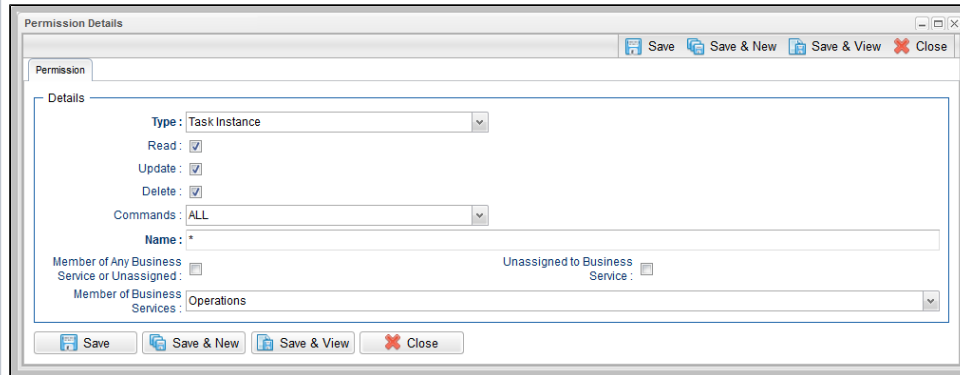 Permission Details
Save Save & New Save & View Close
Permission
Details
Type : Task Instance
Read :
Update :
Delete :
Commands : ALL
Name : *
Member of Any Business
Service or Unassigned :
Unassigned to Business
Service :
Member of Business
Services : Operations
Save Save & New Save & View Close